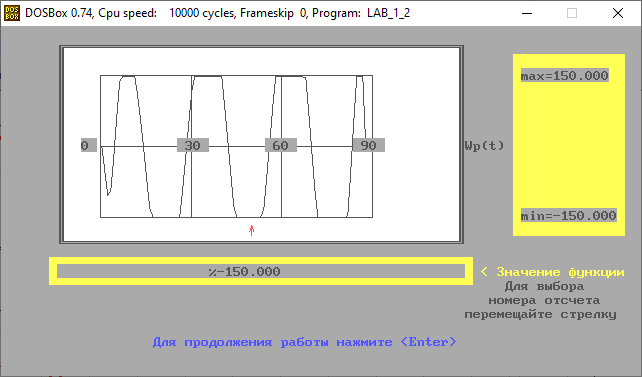 DOSBox 0.74, Cpu speed: 10000 cycles, Frameskip 0, Program: LAB_1_2
max=150.000
0 30 60 90 Wp(t)
min=-150.000
%-150.000 < Значение функции
Для выбора
номера отсчета
перемещайте стрелку
Для продолжения работы нажмите <Enter>